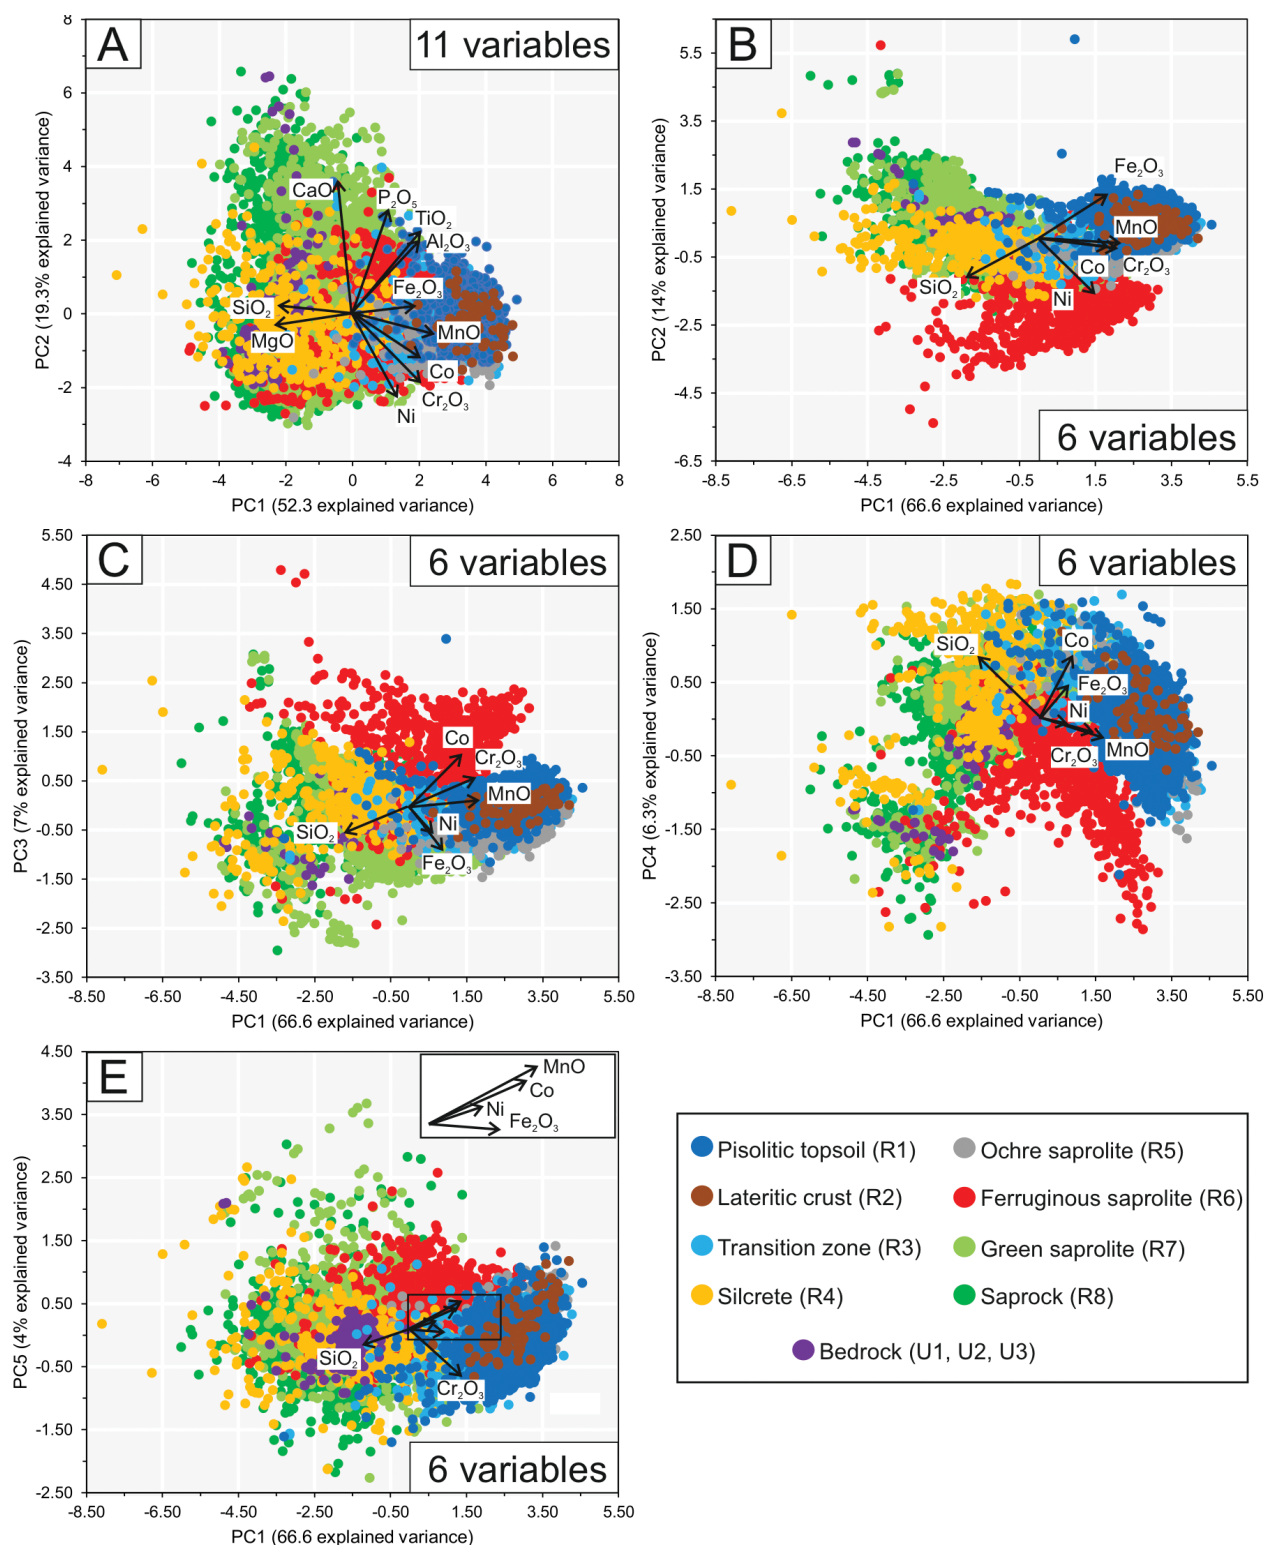 A
11 variables
8
6
4
2
0
-2
-4
PC2 (19.3% explained variance)
CaO
P₂O₅
TiO₂
Al₂O₃
Fe₂O₃
SiO₂
MgO
MnO
Co
Cr₂O₃
Ni
-8 -6 -4 -2 0 2 4 6 8
PC1 (52.3 explained variance)
B
5.5
3.5
1.5
-0.5
-2.5
-4.5
-6.5
PC2 (14% explained variance)
Fe₂O₃
MnO
Co
Cr₂O₃
SiO₂
Ni
6 variables
-8.5 -6.5 -4.5 -2.5 -0.5 1.5 3.5 5.5
PC1 (66.6 explained variance)
C
6 variables
5.50
4.50
3.50
2.50
1.50
0.50
-0.50
-1.50
-2.50
-3.50
PC3 (7% explained variance)
Co
Cr₂O₃
MnO
Ni
SiO₂
Fe₂O₃
-8.50 -6.50 -4.50 -2.50 -0.50 1.50 3.50 5.50
PC1 (66.6 explained variance)
D
6 variables
2.50
1.50
0.50
-0.50
-1.50
-2.50
-3.50
PC4 (6.3% explained variance)
SiO₂
Co
Fe₂O₃
Ni
MnO
Cr₂O₃
-8.50 -6.50 -4.50 -2.50 -0.50 1.50 3.50 5.50
PC1 (66.6 explained variance)
E
4.50
3.50
2.50
1.50
0.50
-0.50
-1.50
-2.50
PC5 (4% explained variance)
MnO
Co
Ni
Fe₂O₃
SiO₂
Cr₂O₃
6 variables
-8.50 -6.50 -4.50 -2.50 -0.50 1.50 3.50 5.50
PC1 (66.6 explained variance)
Pisolitic topsoil (R1)
Ochre saprolite (R5)
Lateritic crust (R2)
Ferruginous saprolite (R6)
Transition zone (R3)
Green saprolite (R7)
Silcrete (R4)
Saprock (R8)
Bedrock (U1, U2, U3)